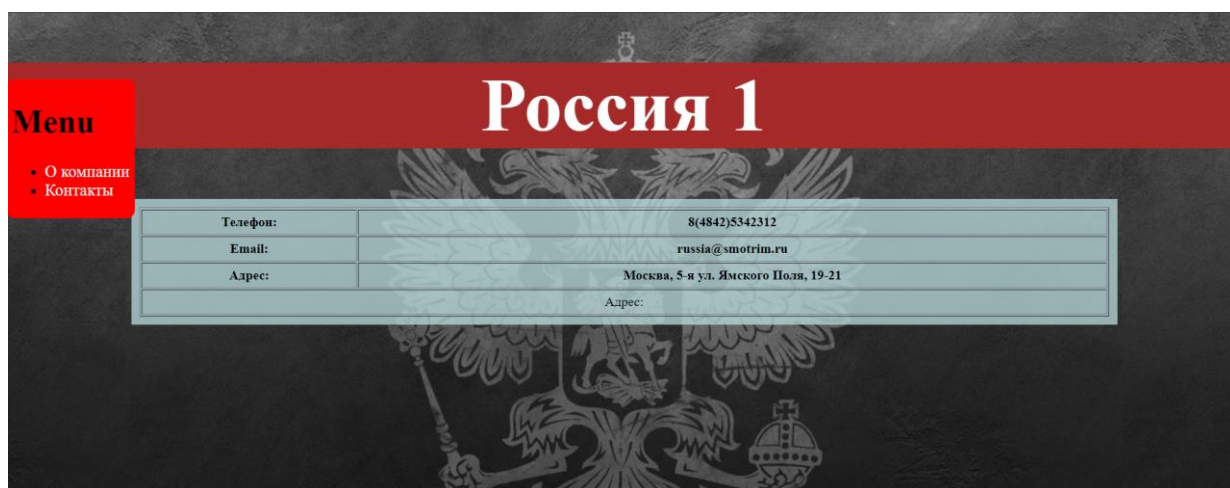 Россия 1
Menu
О компании
Контакты
Телефон: 8(4842)5342312
Email: russia@smotrim.ru
Адрес: Москва, 5-я ул. Ямского Поля, 19-21
Адрес: